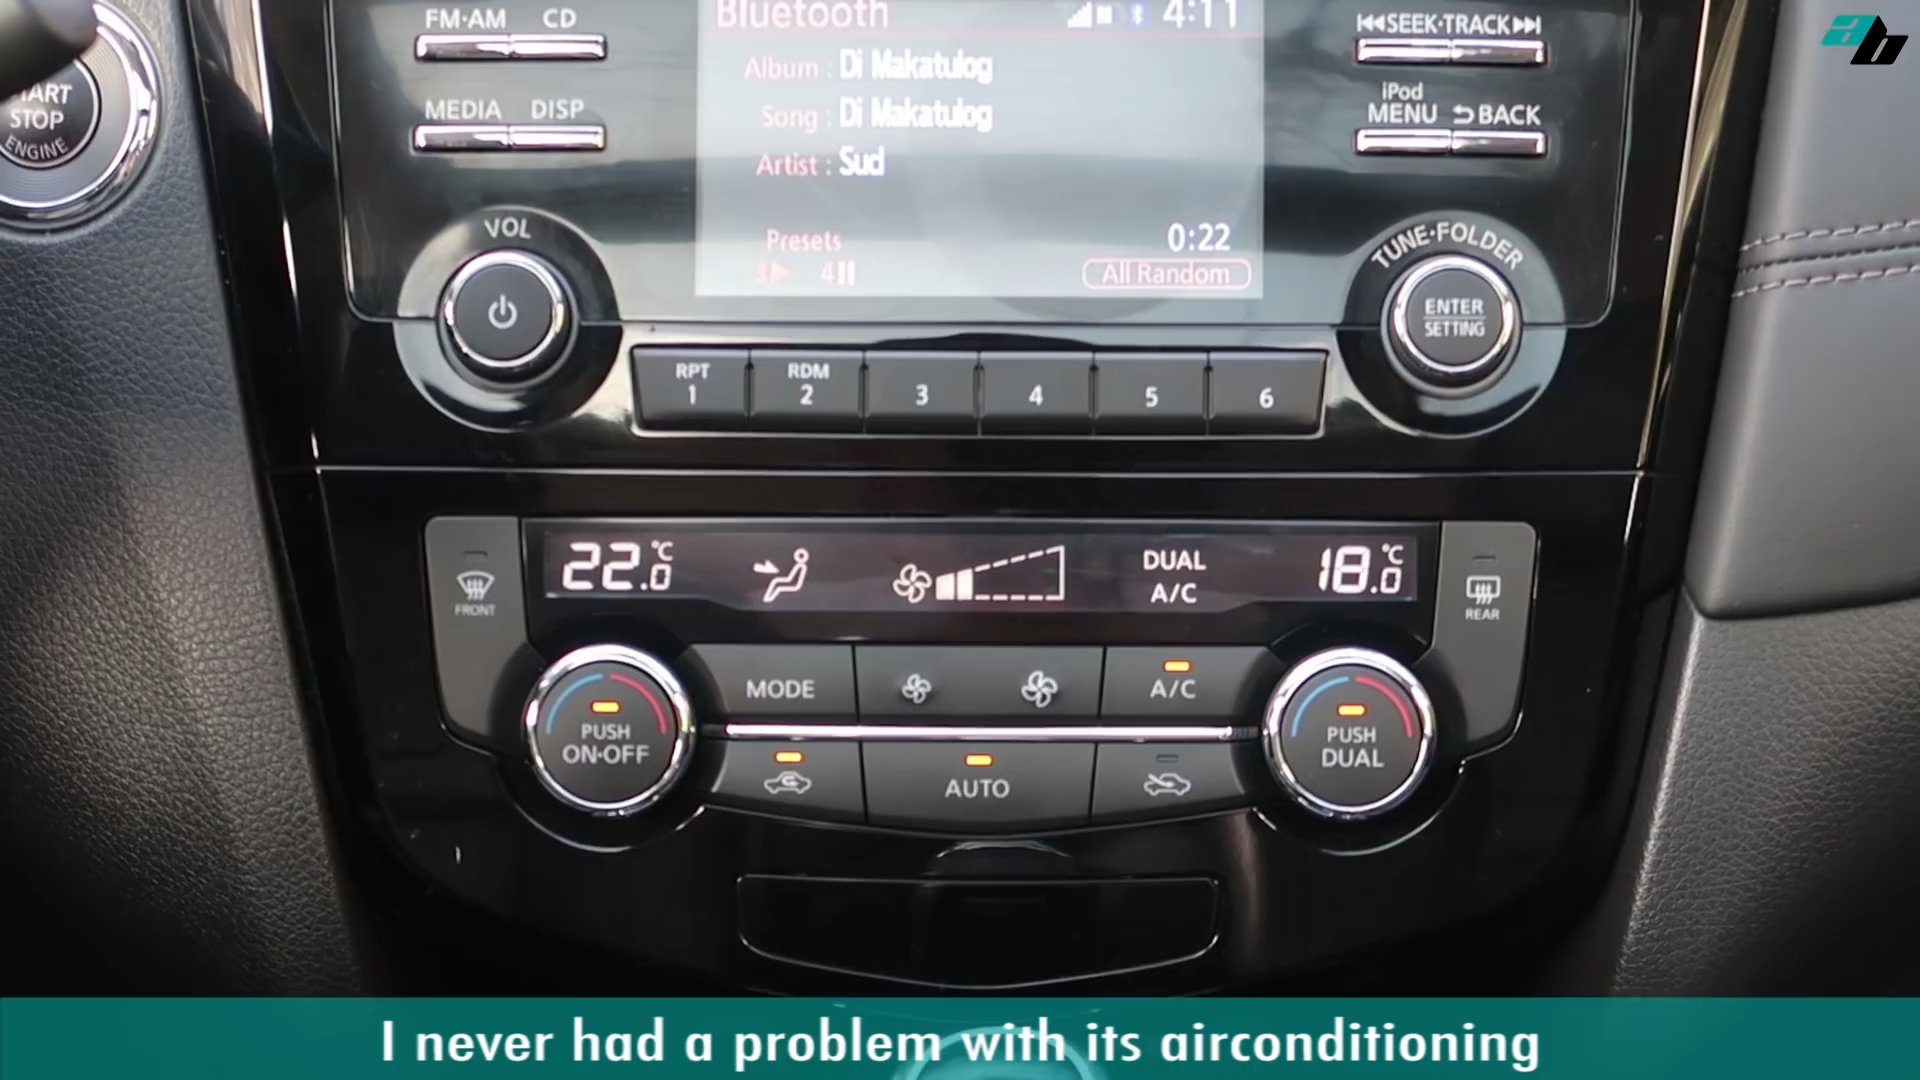 FM·AM CD
Bluetooth 4:11
SEEK·TRACK
ab
Album : Di Makatulog
START
STOP
ENGINE
MEDIA DISP
Song : Di Makatulog
iPod
MENU BACK
Artist : Sud
VOL
Presets 0:22
3 4 All Random
TUNE·FOLDER
ENTER
SETTING
RPT RDM
1 2 3 4 5 6
22.0 °C
DUAL
A/C
18.0 °C
FRONT
REAR
MODE A/C
PUSH
ON·OFF
PUSH
DUAL
AUTO
I never had a problem with its airconditioning